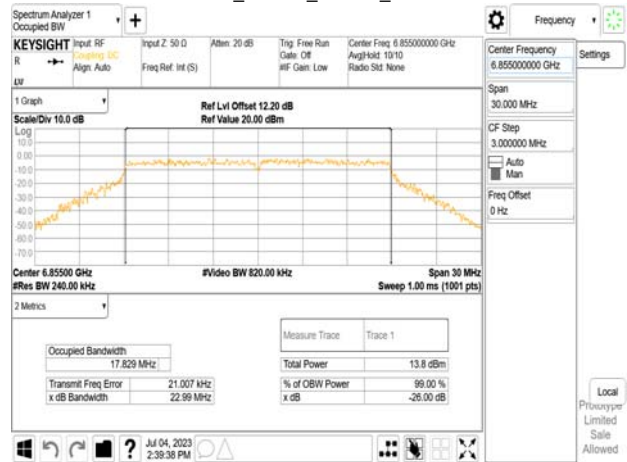 Spectrum Analyzer 1
Occupied BW
+
Frequency
KEYSIGHT Input: RF
Coupling: DC
Align: Auto
Input Z: 50 Ω
Freq Ref: Int (S)
Atten: 20 dB
Trig: Free Run
Gate: Off
#IF Gain: Low
Center Freq: 6.855000000 GHz
Avg|Hold: 10/10
Radio Std: None
R
LVI
Center Frequency
6.855000000 GHz
Settings
Span
30.000 MHz
CF Step
3.000000 MHz
Auto
Man
Freq Offset
0 Hz
1 Graph
Scale/Div 10.0 dB
Ref Lvl Offset 12.20 dB
Ref Value 20.00 dBm
Log
10.0
0.00
-10.0
-20.0
-30.0
-40.0
-50.0
-60.0
-70.0
Center 6.85500 GHz
#Res BW 240.00 kHz
#Video BW 820.00 kHz
Span 30 MHz
Sweep 1.00 ms (1001 pts)
2 Metrics
Measure Trace Trace 1
Occupied Bandwidth
17.829 MHz
Total Power 13.8 dBm
Transmit Freq Error 21.007 kHz
% of OBW Power 99.00 %
x dB Bandwidth 22.99 MHz
x dB -26.00 dB
Local
Prototype
Limited
Sale
Allowed
?
Jul 04, 2023
2:39:38 PM